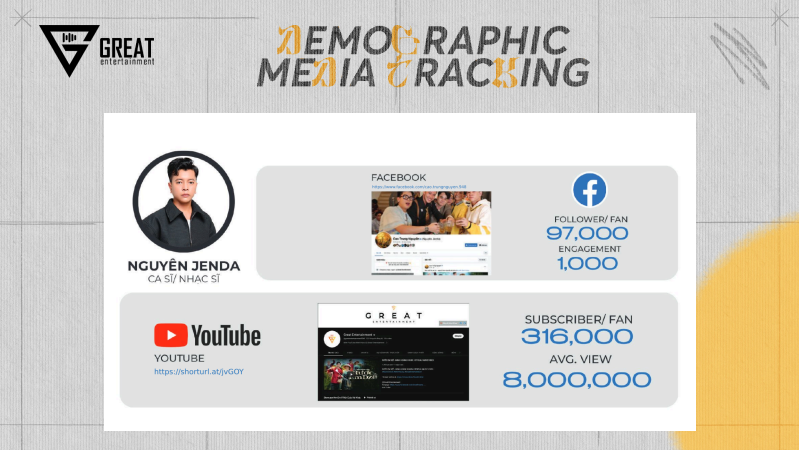 GREAT
entertainment
DEMOGRAPHIC
MEDIA TRACKING
NGUYÊN JENDA
CA SĨ/ NHẠC SĨ
FACEBOOK
FOLLOWER/ FAN
97,000
ENGAGEMENT
1,000
YouTube
YOUTUBE
https://shorturl.at/jvGOY
GREAT
ENTERTAINMENT
SUBSCRIBER/ FAN
316,000
AVG. VIEW
8,000,000